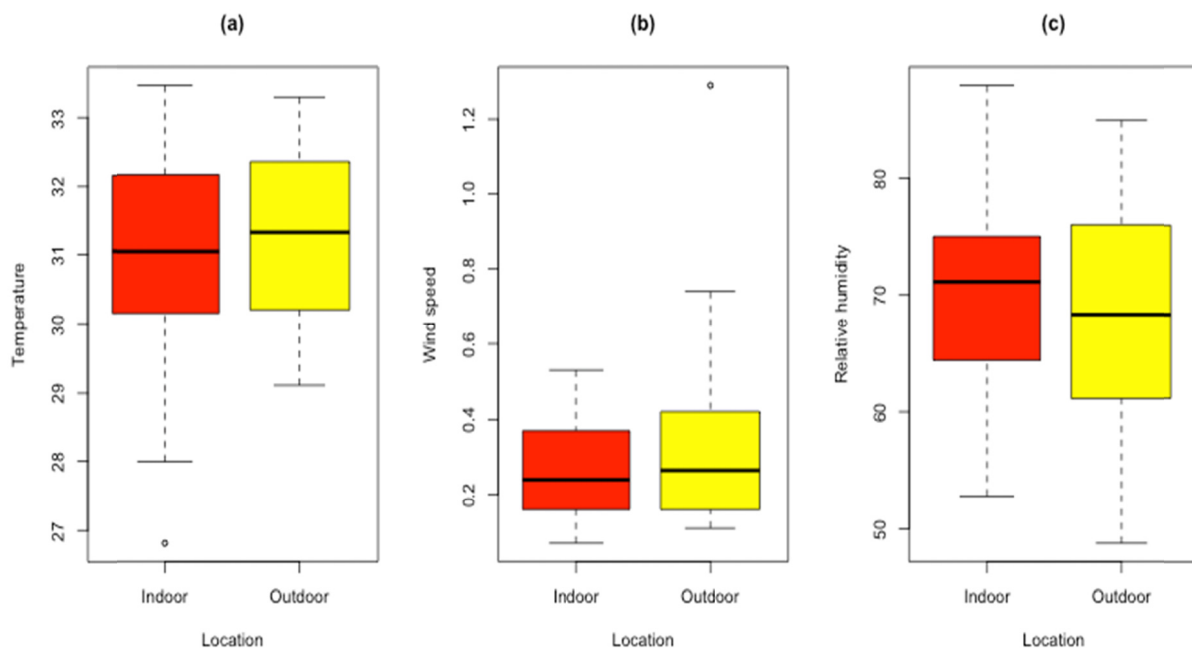 (a)
Temperature
33
32
31
30
29
28
27
Indoor
Outdoor
Location
(b)
Wind speed
1.2
1.0
0.8
0.6
0.4
0.2
Indoor
Outdoor
Location
(c)
Relative humidity
80
70
60
50
Indoor
Outdoor
Location